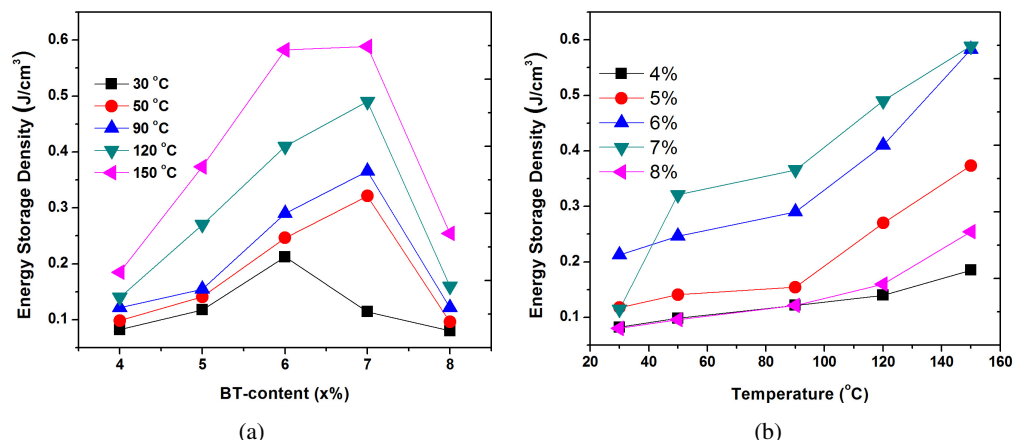 Energy Storage Density (J/cm³)
0.6
0.5
0.4
0.3
0.2
0.1
30 °C
50 °C
90 °C
120 °C
150 °C
4 5 6 7 8
BT-content (x%)
(a)
Energy Storage Density (J/cm³)
0.6
0.5
0.4
0.3
0.2
0.1
4%
5%
6%
7%
8%
20 40 60 80 100 120 140 160
Temperature (°C)
(b)